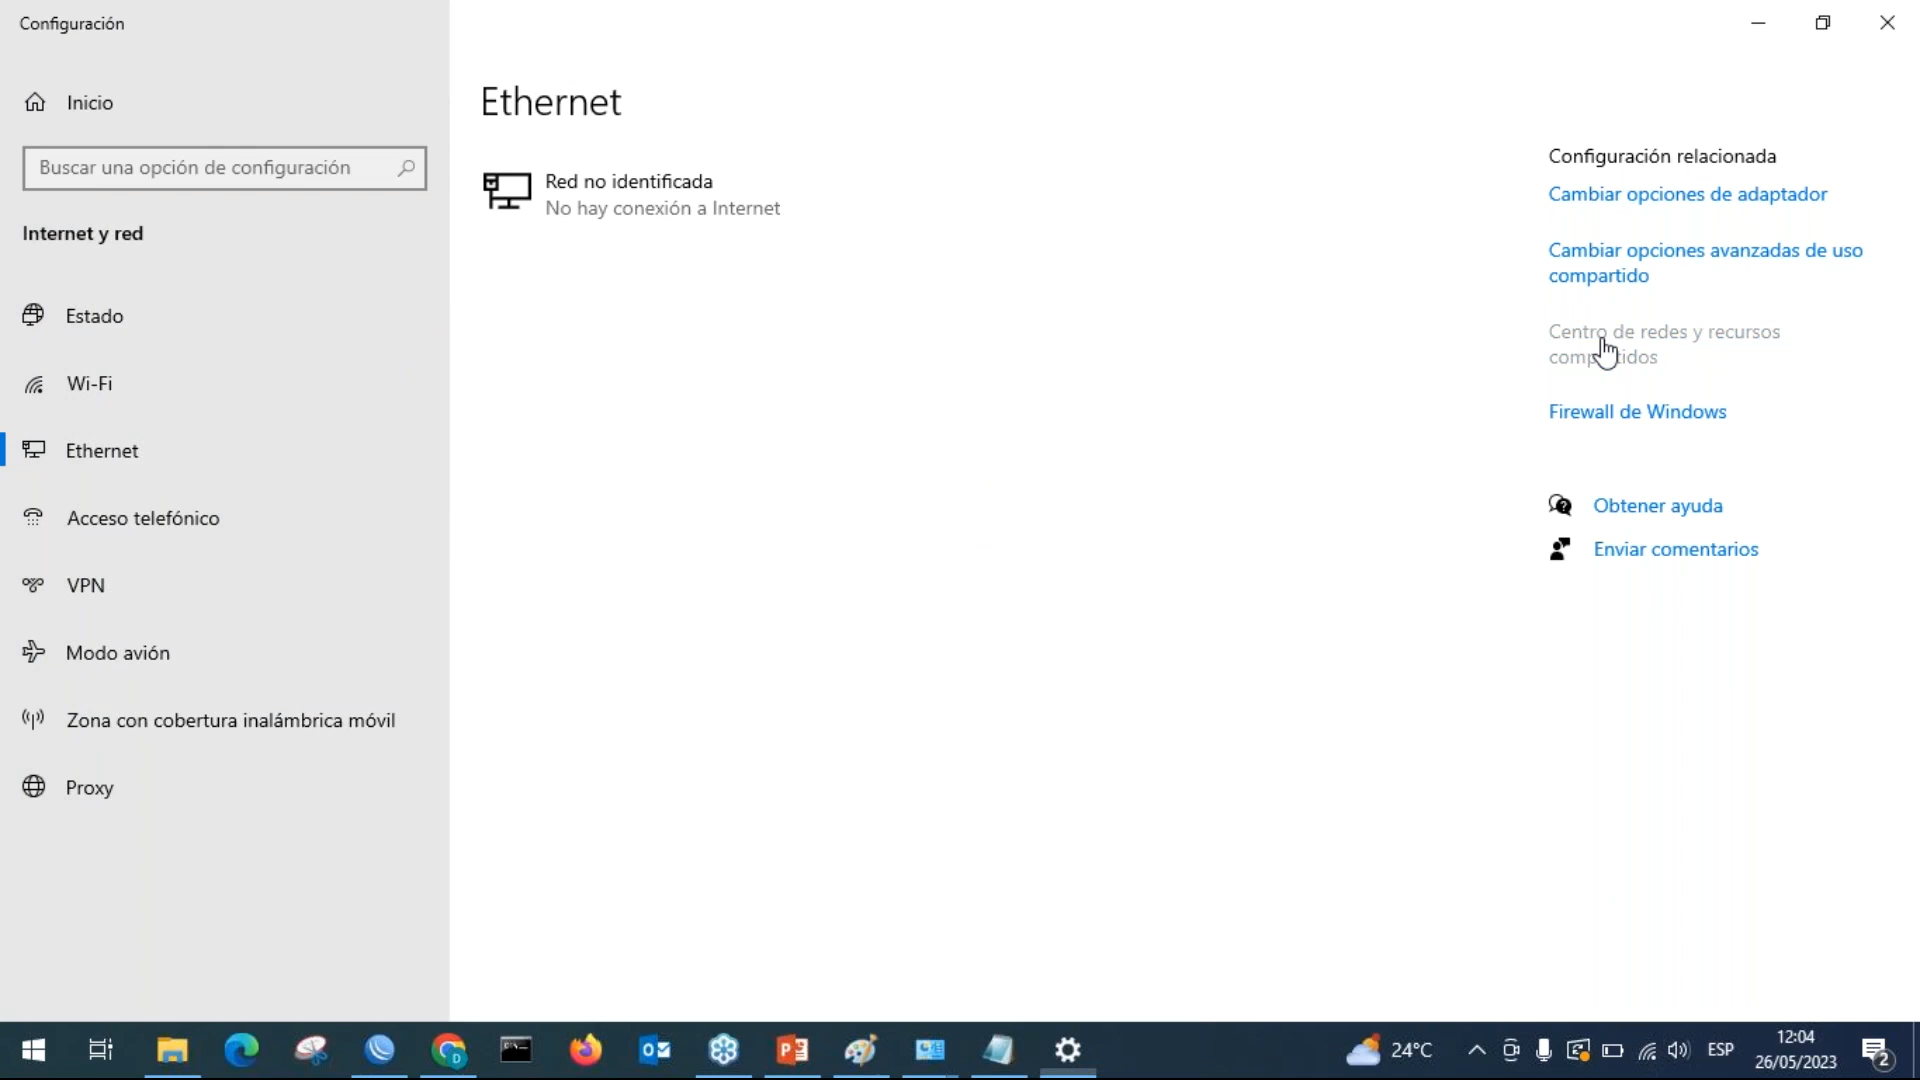 Configuración
Inicio
Buscar una opción de configuración
Internet y red
Estado
Wi-Fi
Ethernet
Acceso telefónico
VPN
Modo avión
Zona con cobertura inalámbrica móvil
Proxy
Ethernet
Red no identificada
No hay conexión a Internet
Configuración relacionada
Cambiar opciones de adaptador
Cambiar opciones avanzadas de uso
compartido
Centro de redes y recursos
compartidos
Firewall de Windows
Obtener ayuda
Enviar comentarios
24°C
ESP
12:04
26/05/2023
2